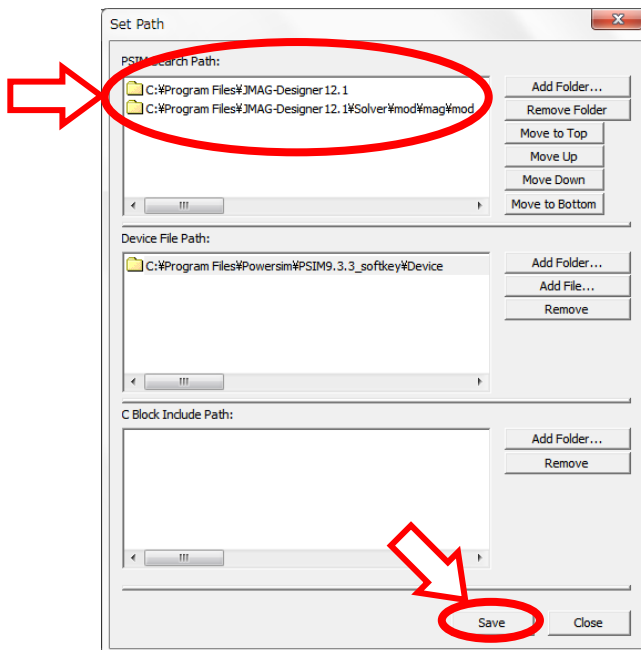 Set Path
PSIM Search Path:
C:¥Program Files¥JMAG-Designer12.1
C:¥Program Files¥JMAG-Designer12.1¥Solver¥mod¥mag¥mod
Add Folder...
Remove Folder
Move to Top
Move Up
Move Down
Move to Bottom
Device File Path:
C:¥Program Files¥Powersim¥PSIM9.3.3_softkey¥Device
Add Folder...
Add File...
Remove
C Block Include Path:
Add Folder...
Remove
Save
Close